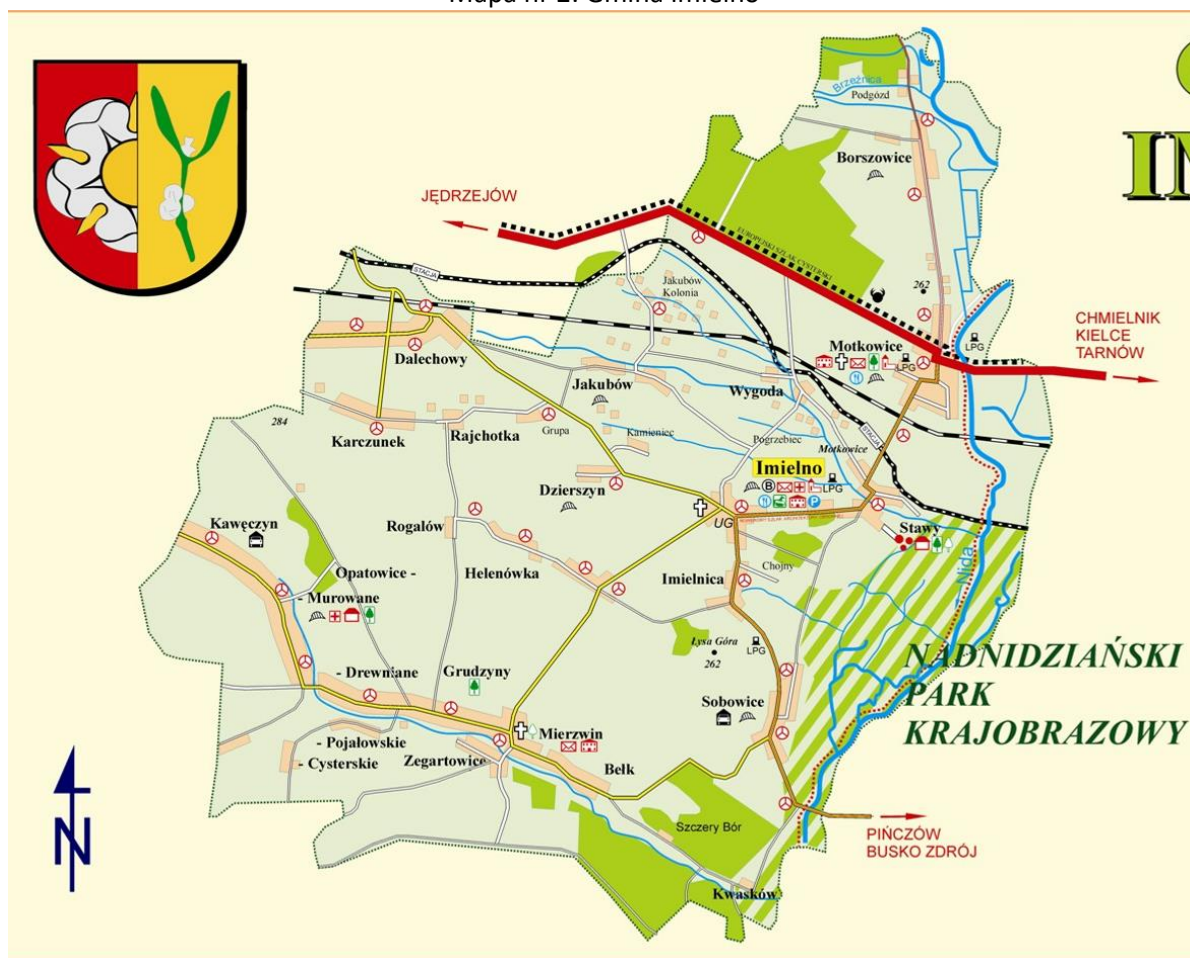 Mapa nr 1. Gmina Imielno
Brzeźnica
Podgózd
IM
Borszowice
JĘDRZEJÓW
EUROPEJSKI SZLAK CYSTERSKI
STACJA
Jakubów
Kolonia
262
CHMIELNIK
KIELCE
TARNÓW
LPG
Motkowice
LPG
Dalechowy
Jakubów
Wygoda
284
Karczunek
Rajchotka
Grupa
Kamieniec
Pogrzebiec
Motkowice
STACJA
Imielno
B
LPG
P
Dzierszyn
UG
Kawęczyn
Rogalów
Stawy
Nida
Opatowice -
- Murowane
Helenówka
Imielnica
Chojny
Łysa Góra
262
LPG
NADNIDZIAŃSKI
PARK
KRAJOBRAZOWY
- Drewniane
Grudzyny
Sobowice
Mierzwin
- Pojałowskie
- Cysterskie
Zegartowice
Bełk
N
Szczery Bór
PIŃCZÓW
BUSKO ZDRÓJ
Kwasków